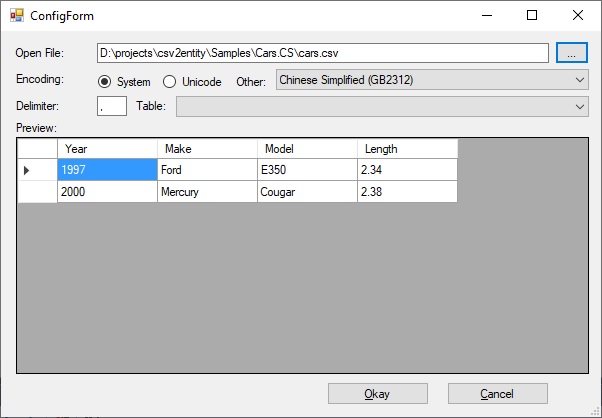 ConfigForm
Open File: D:\projects\csv2entity\Samples\Cars.CS\cars.csv ...
Encoding: System Unicode Other: Chinese Simplified (GB2312)
Delimiter: , Table:
Preview:
Year Make Model Length
1997 Ford E350 2.34
2000 Mercury Cougar 2.38
Okay Cancel